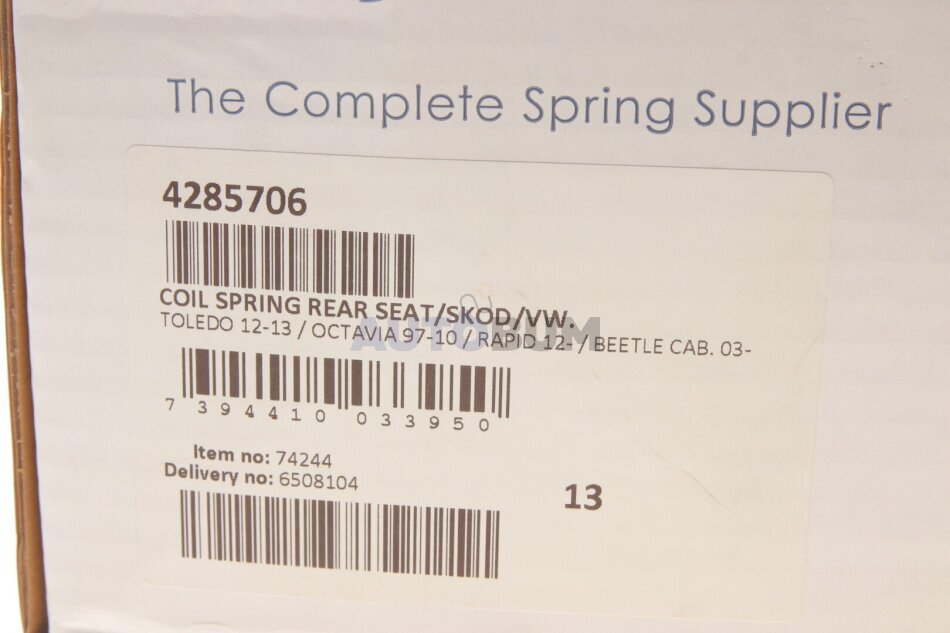 The Complete Spring Supplier
4285706
COIL SPRING REAR SEAT/SKOD/VW.
TOLEDO 12-13 / OCTAVIA 97-10 / RAPID 12- / BEETLE CAB. 03-
AUTOBUM
7 394410 033950
Item no: 74244
Delivery no: 6508104
13